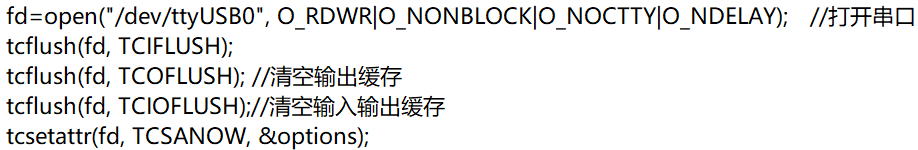 fd=open("/dev/ttyUSB0", O_RDWR|O_NONBLOCK|O_NOCTTY|O_NDELAY);   //打开串口
tcflush(fd, TCIFLUSH);
tcflush(fd, TCOFLUSH); //清空输出缓存
tcflush(fd, TCIOFLUSH);//清空输入输出缓存
tcsetattr(fd, TCSANOW, &options);